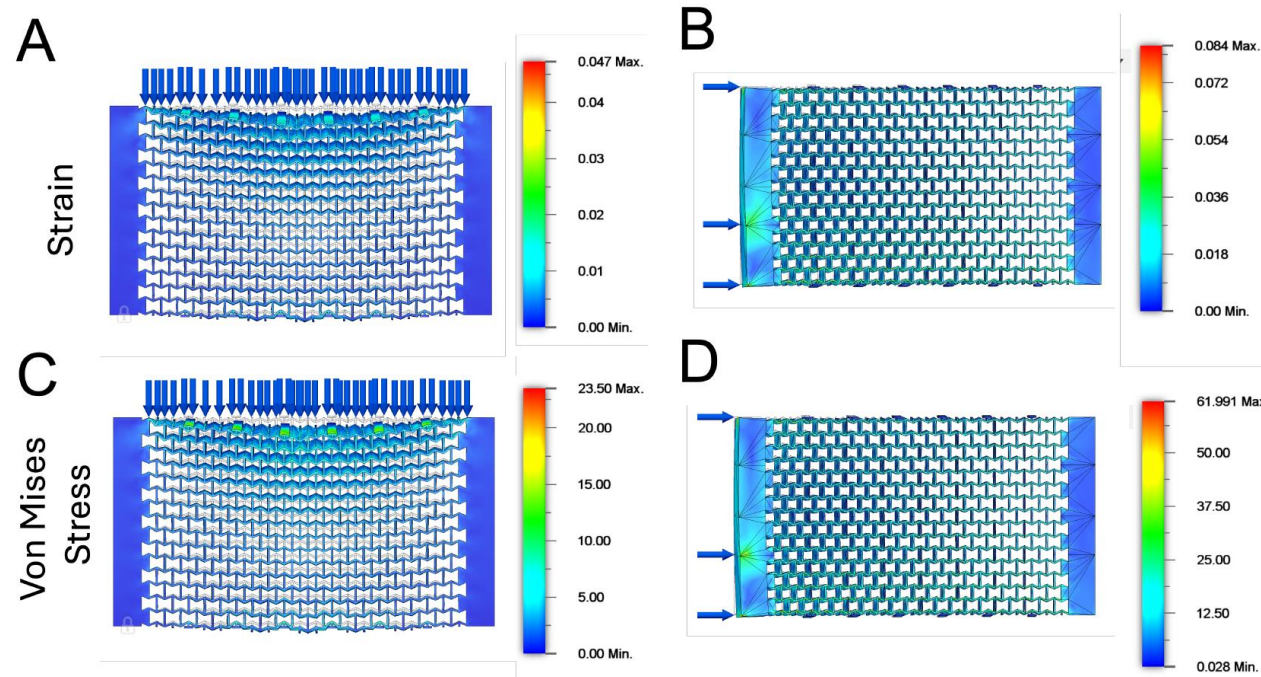 A
B
0.047 Max.
0.04
0.03
0.02
0.01
0.00 Min.
0.084 Max.
0.072
0.054
0.036
0.018
0.00 Min.
Strain
C
D
23.50 Max.
20.00
15.00
10.00
5.00
0.00 Min.
61.991 Max
50.00
37.50
25.00
12.50
0.028 Min.
Von Mises
Stress